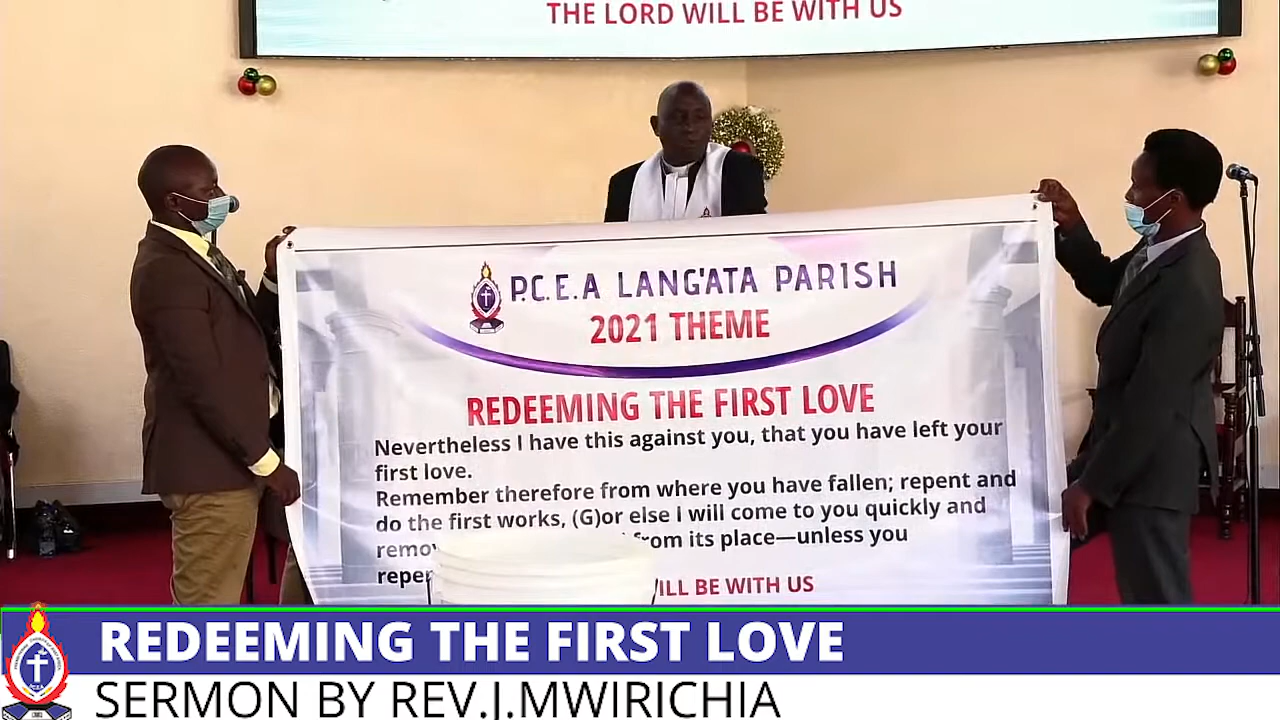 THE LORD WILL BE WITH US
P.C.E.A LANG'ATA PARISH
2021 THEME
REDEEMING THE FIRST LOVE
Nevertheless I have this against you, that you have left your
first love.
Remember therefore from where you have fallen; repent and
do the first works, (G)or else I will come to you quickly and
from its place—unless you
WILL BE WITH US
REDEEMING THE FIRST LOVE
SERMON BY REV.J.MWIRICHIA